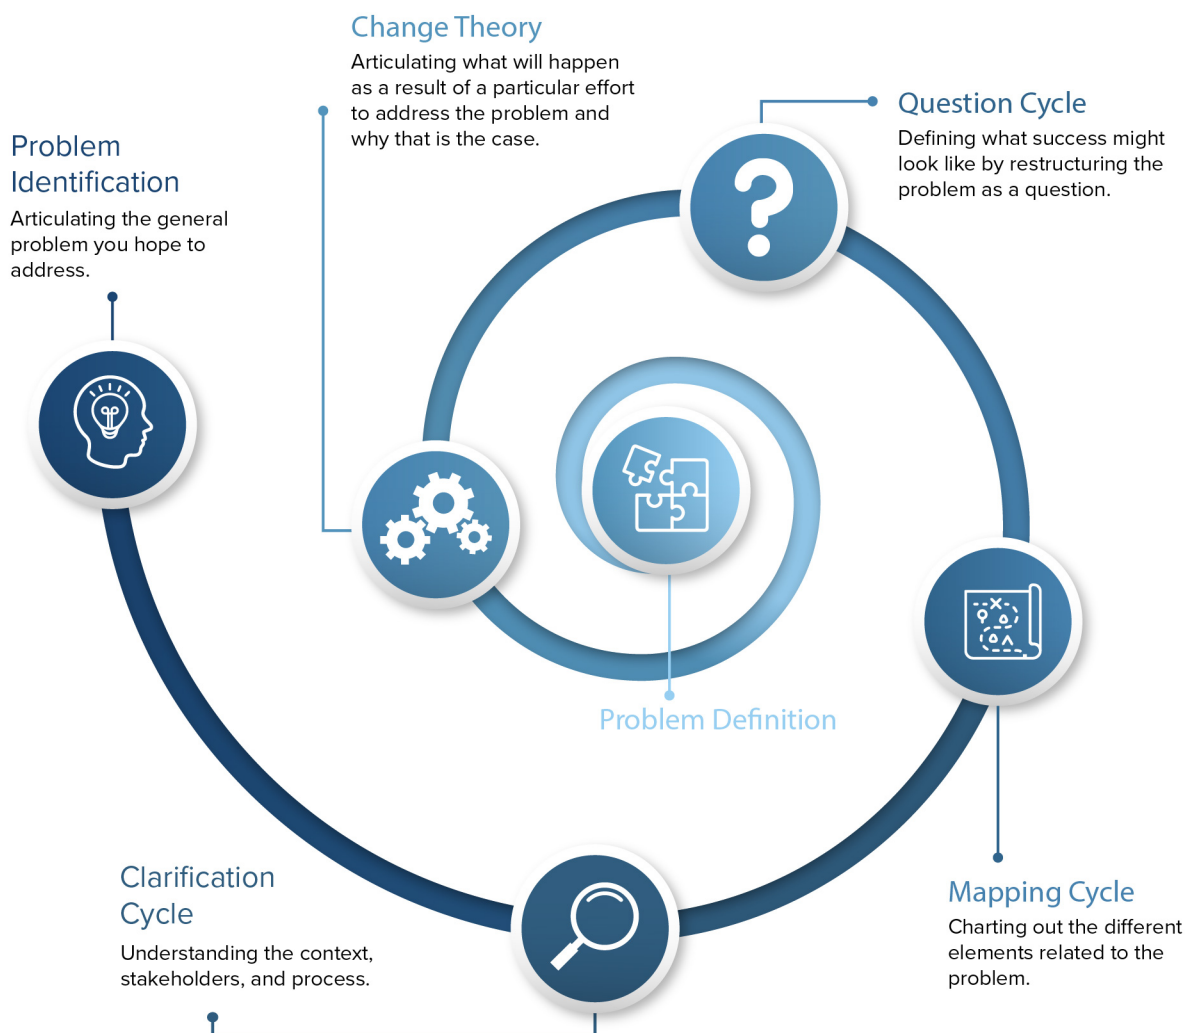 Change Theory
Articulating what will happen
as a result of a particular effort
to address the problem and
why that is the case.
Question Cycle
Defining what success might
look like by restructuring the
problem as a question.
Problem
Identification
Articulating the general
problem you hope to
address.
?
Problem Definition
Clarification
Cycle
Understanding the context,
stakeholders, and process.
Mapping Cycle
Charting out the different
elements related to the
problem.